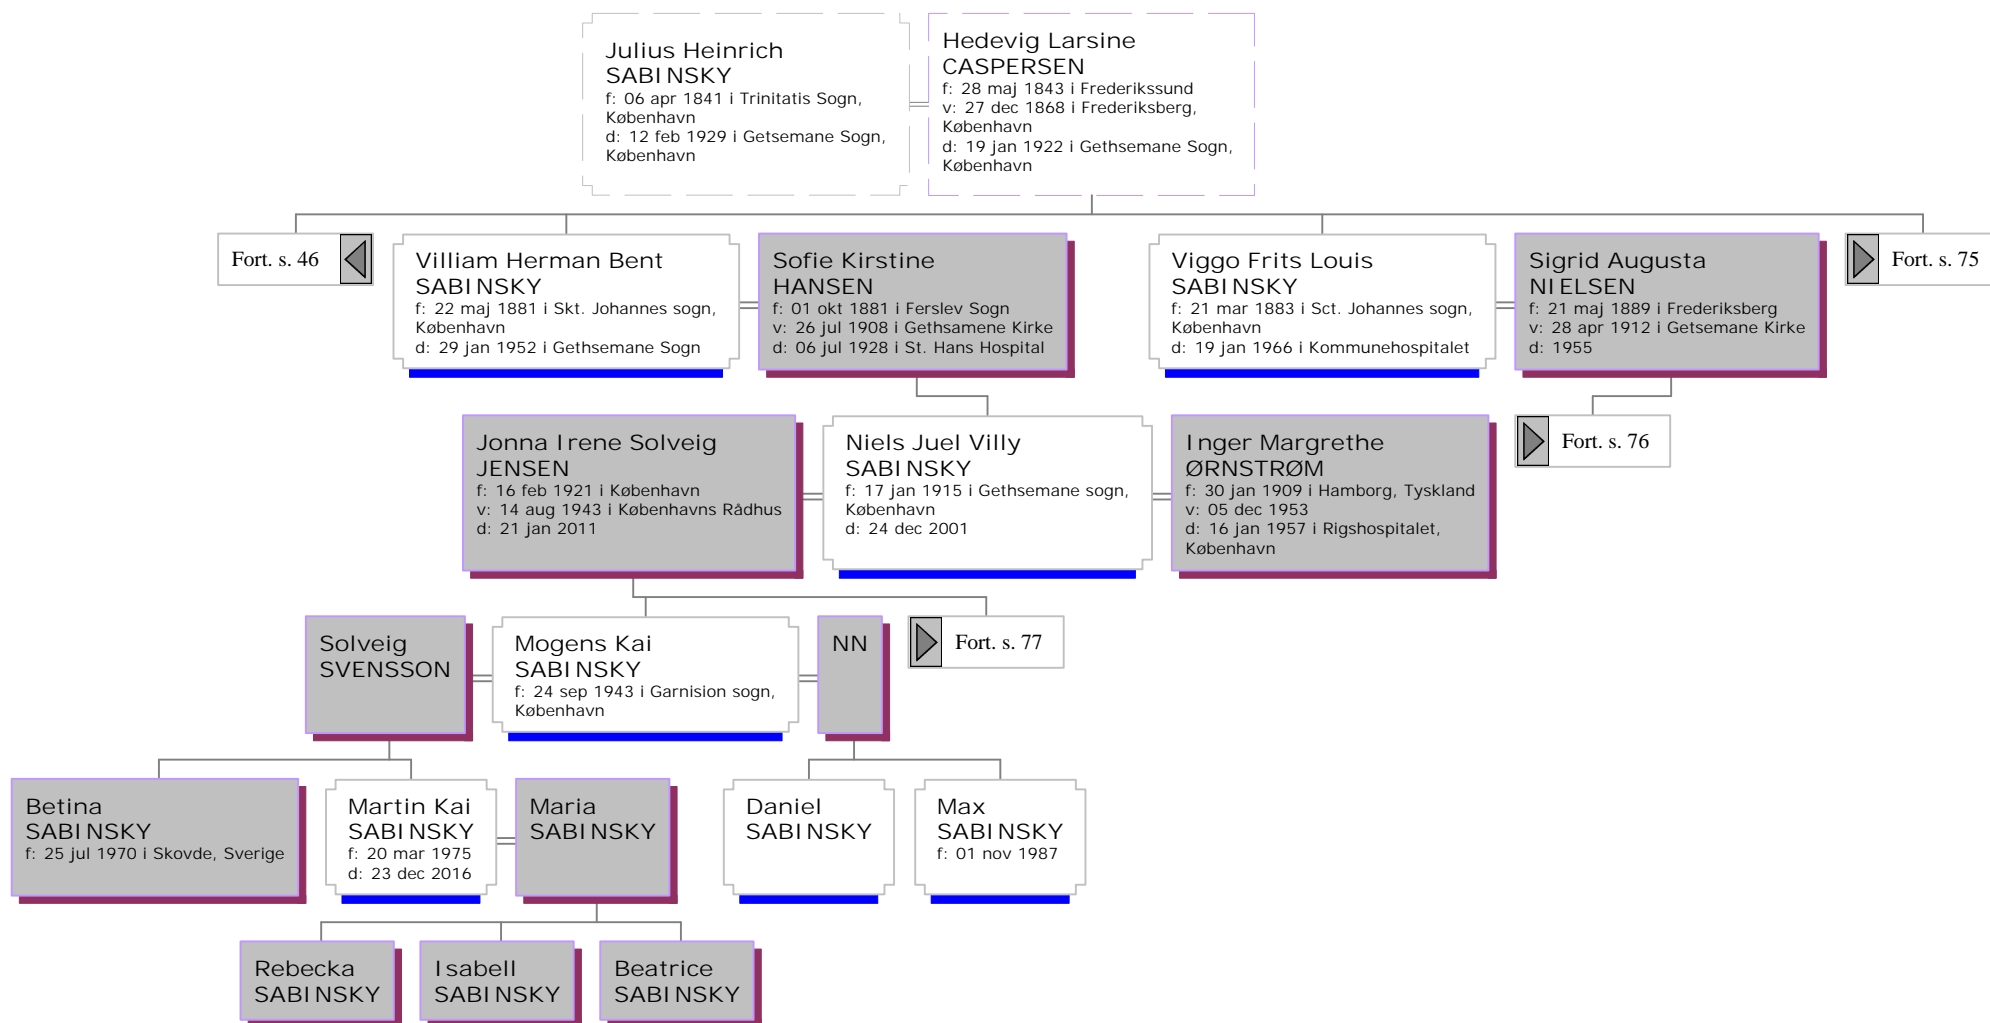 Julius Heinrich
SABINSKY
f: 06 apr 1841 i Trinitatis Sogn,
København
d: 12 feb 1929 i Getsemane Sogn,
København
Hedevig Larsine
CASPERSEN
f: 28 maj 1843 i Frederikssund
v: 27 dec 1868 i Frederiksberg,
København
d: 19 jan 1922 i Gethsemane Sogn,
København
Fort. s. 46
Villiam Herman Bent
SABINSKY
f: 22 maj 1881 i Skt. Johannes sogn,
København
d: 29 jan 1952 i Gethsemane Sogn
Sofie Kirstine
HANSEN
f: 01 okt 1881 i Ferslev Sogn
v: 26 jul 1908 i Gethsamene Kirke
d: 06 jul 1928 i St. Hans Hospital
Viggo Frits Louis
SABINSKY
f: 21 mar 1883 i Sct. Johannes sogn,
København
d: 19 jan 1966 i Kommunehospitalet
Sigrid Augusta
NIELSEN
f: 21 maj 1889 i Frederiksberg
v: 28 apr 1912 i Getsemane Kirke
d: 1955
Fort. s. 75
Jonna Irene Solveig
JENSEN
f: 16 feb 1921 i København
v: 14 aug 1943 i Københavns Rådhus
d: 21 jan 2011
Niels Juel Villy
SABINSKY
f: 17 jan 1915 i Gethsemane sogn,
København
d: 24 dec 2001
Inger Margrethe
ØRNSTRØM
f: 30 jan 1909 i Hamborg, Tyskland
v: 05 dec 1953
d: 16 jan 1957 i Rigshospitalet,
København
Fort. s. 76
Solveig
SVENSSON
Mogens Kai
SABINSKY
f: 24 sep 1943 i Garnision sogn,
København
NN
Fort. s. 77
Betina
SABINSKY
f: 25 jul 1970 i Skovde, Sverige
Martin Kai
SABINSKY
f: 20 mar 1975
d: 23 dec 2016
Maria
SABINSKY
Daniel
SABINSKY
Max
SABINSKY
f: 01 nov 1987
Rebecka
SABINSKY
Isabell
SABINSKY
Beatrice
SABINSKY